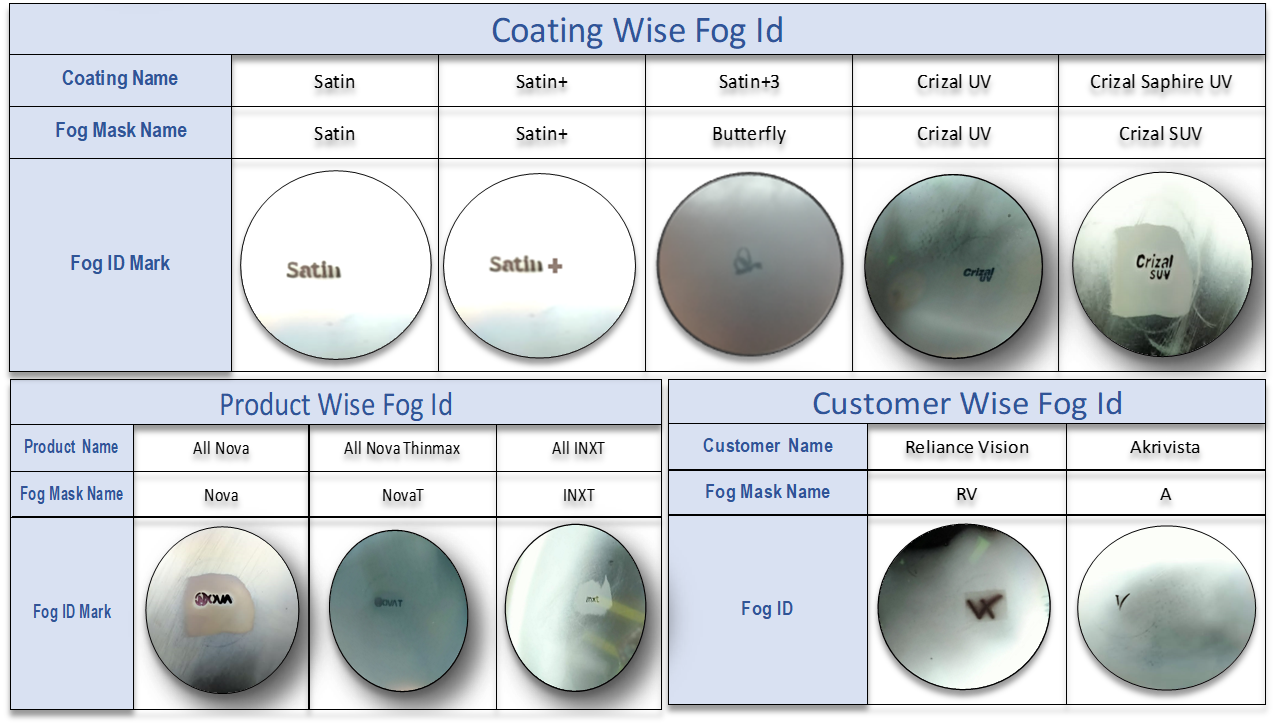 Coating Wise Fog Id
Coating Name Satin Satin+ Satin+3 Crizal UV Crizal Saphire UV
Fog Mask Name Satin Satin+ Butterfly Crizal UV Crizal SUV
Fog ID Mark Satin Satin + Crizal UV Crizal SUV
Product Wise Fog Id
Product Name All Nova All Nova Thinmax All INXT
Fog Mask Name Nova NovaT INXT
Fog ID Mark NOVA NOVAT inxt
Customer Wise Fog Id
Customer Name Reliance Vision Akrivista
Fog Mask Name RV A
Fog ID